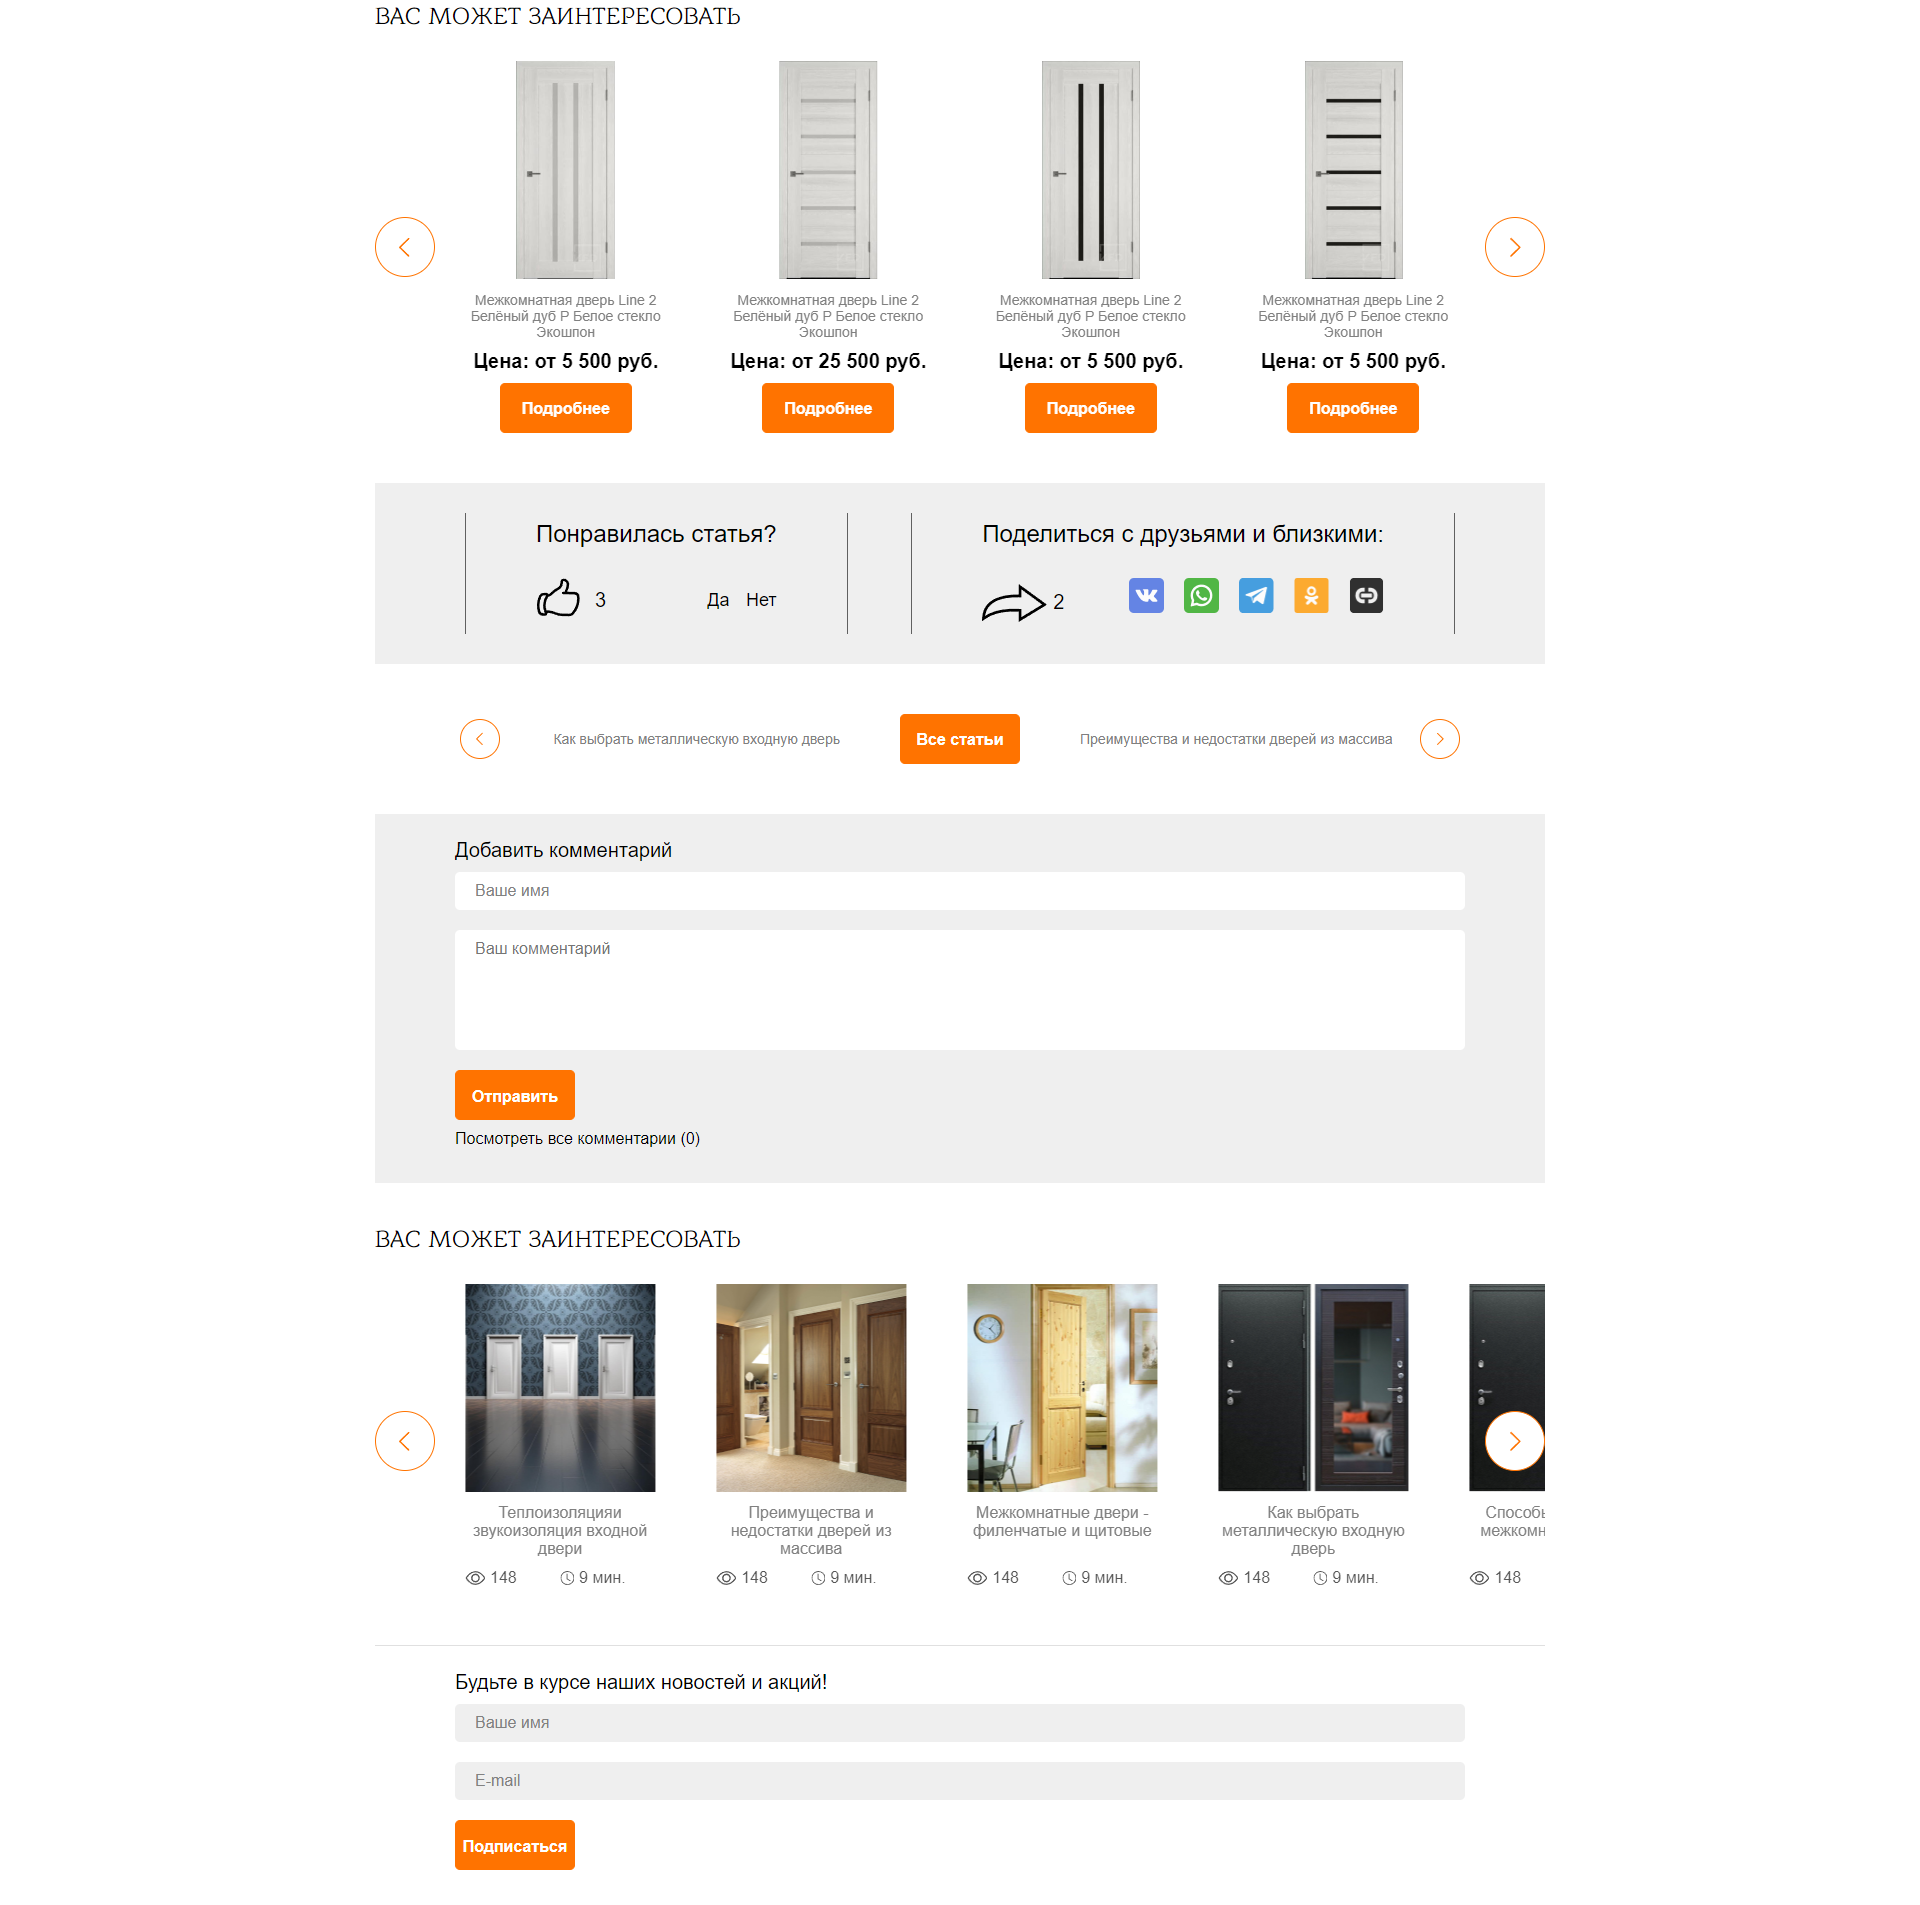 ВАС МОЖЕТ ЗАИНТЕРЕСОВАТЬ
Межкомнатная дверь Line 2
Белёный дуб Р Белое стекло
Экошпон
Цена: от 5 500 руб.
Подробнее
Межкомнатная дверь Line 2
Белёный дуб Р Белое стекло
Экошпон
Цена: от 25 500 руб.
Подробнее
Межкомнатная дверь Line 2
Белёный дуб Р Белое стекло
Экошпон
Цена: от 5 500 руб.
Подробнее
Межкомнатная дверь Line 2
Белёный дуб Р Белое стекло
Экошпон
Цена: от 5 500 руб.
Подробнее
Понравилась статья?
3
Да Нет
Поделиться с друзьями и близкими:
2
Как выбрать металлическую входную дверь
Все статьи
Преимущества и недостатки дверей из массива
Добавить комментарий
Ваше имя
Ваш комментарий
Отправить
Посмотреть все комментарии (0)
ВАС МОЖЕТ ЗАИНТЕРЕСОВАТЬ
Теплоизоляцияи
звукоизоляция входной
двери
148 9 мин.
Преимущества и
недостатки дверей из
массива
148 9 мин.
Межкомнатные двери -
филенчатые и щитовые
148 9 мин.
Как выбрать
металлическую входную
дверь
148 9 мин.
Способы
межкомн
148
Будьте в курсе наших новостей и акций!
Ваше имя
E-mail
Подписаться